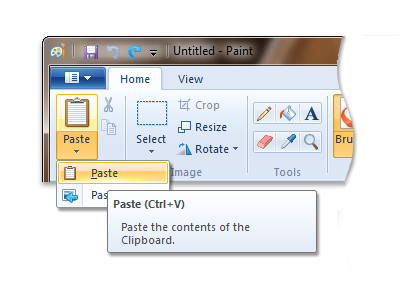 Untitled - Paint
Home View
Paste
Select
Crop
Resize
Rotate
Image
A
Tools
Bru
Paste
Pas
Paste (Ctrl+V)
Paste the contents of the
Clipboard.